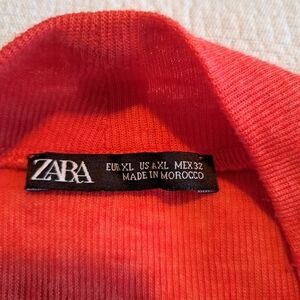 ZARA
EUR XL US XL MEX 32
MADE IN MOROCCO